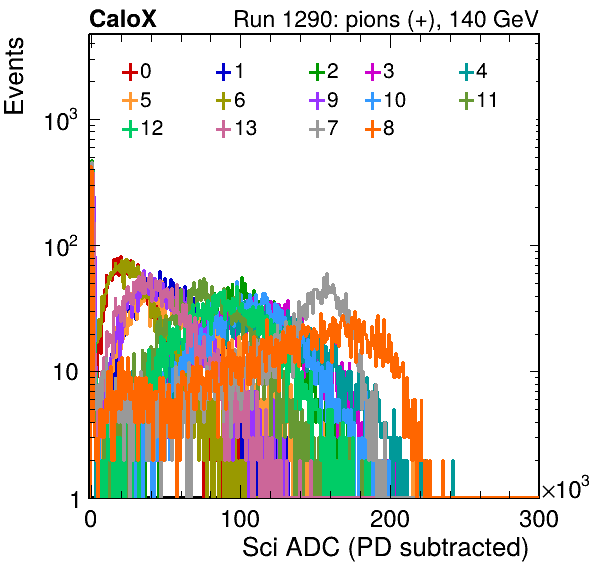 CaloX Run 1290: pions (+), 140 GeV
Events
0 1 2 3 4
5 6 9 10 11
12 13 7 8
10³
10²
10
1
0 100 200 300
×10³
Sci ADC (PD subtracted)